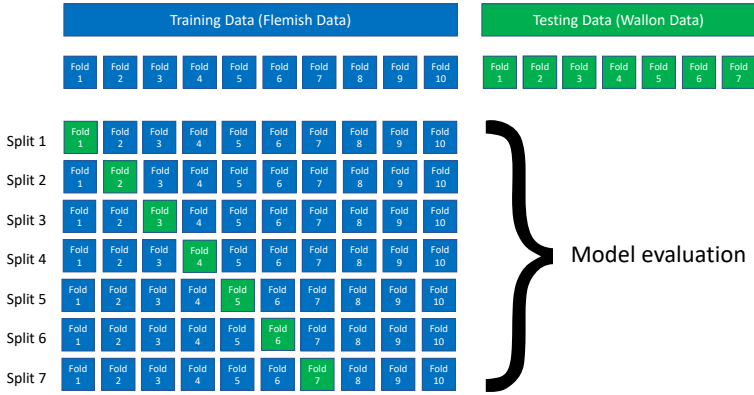 Training Data (Flemish Data) Testing Data (Wallon Data)
Fold Fold Fold Fold Fold Fold Fold Fold Fold Fold Fold Fold Fold Fold Fold Fold Fold
1 2 3 4 5 6 7 8 9 10 1 2 3 4 5 6 7
Split 1
Fold Fold Fold Fold Fold Fold Fold Fold Fold Fold
1 2 3 4 5 6 7 8 9 10
Split 2
Fold Fold Fold Fold Fold Fold Fold Fold Fold Fold
1 2 3 4 5 6 7 8 9 10
Split 3
Fold Fold Fold Fold Fold Fold Fold Fold Fold Fold
1 2 3 4 5 6 7 8 9 10
Split 4
Fold Fold Fold Fold Fold Fold Fold Fold Fold Fold
1 2 3 4 5 6 7 8 9 10
Split 5
Fold Fold Fold Fold Fold Fold Fold Fold Fold Fold
1 2 3 4 5 6 7 8 9 10
Split 6
Fold Fold Fold Fold Fold Fold Fold Fold Fold Fold
1 2 3 4 5 6 7 8 9 10
Split 7
Fold Fold Fold Fold Fold Fold Fold Fold Fold Fold
1 2 3 4 5 6 7 8 9 10
Model evaluation